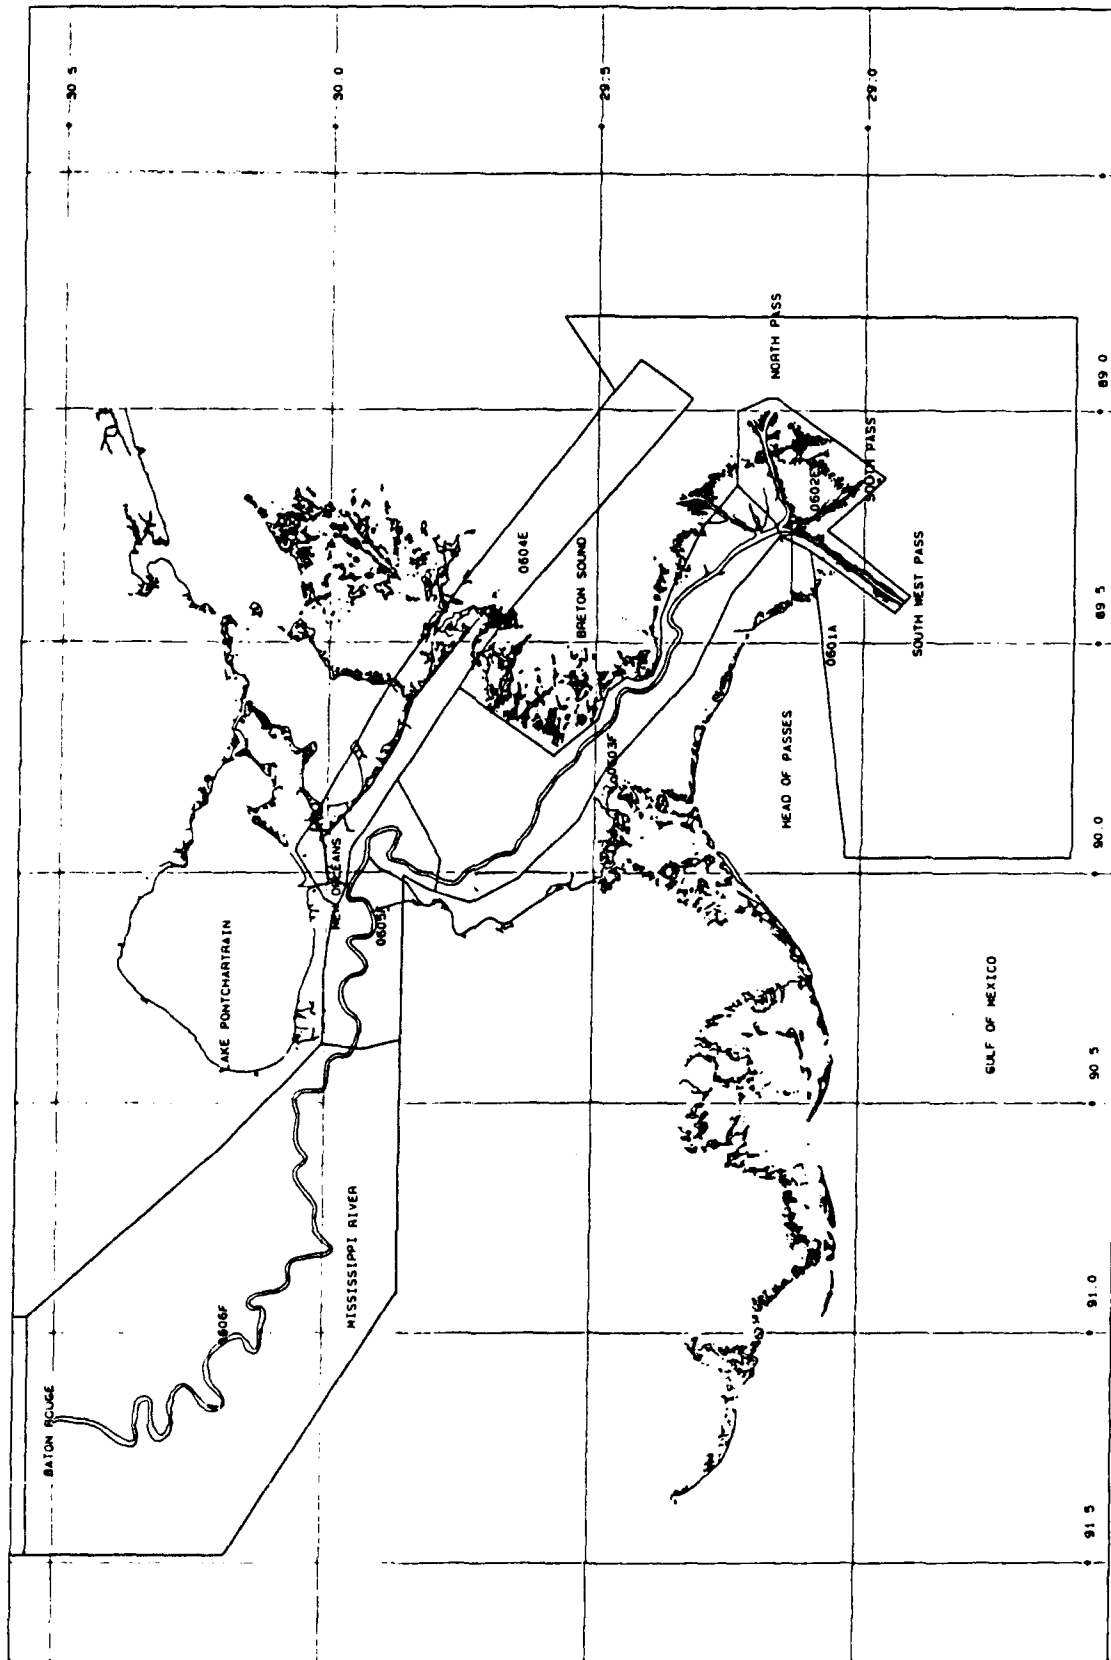 30.5
30.0
29.5
29.0
BATON ROUGE
0606F
MISSISSIPPI RIVER
LAKE PONTCHARTRAIN
NEW ORLEANS
0605F
0604E
BRETON SOUND
0603F
NORTH PASS
0602E
SOUTH PASS
SOUTH WEST PASS
0601A
HEAD OF PASSES
GULF OF MEXICO
91.5
91.0
90.5
90.0
89.5
89.0